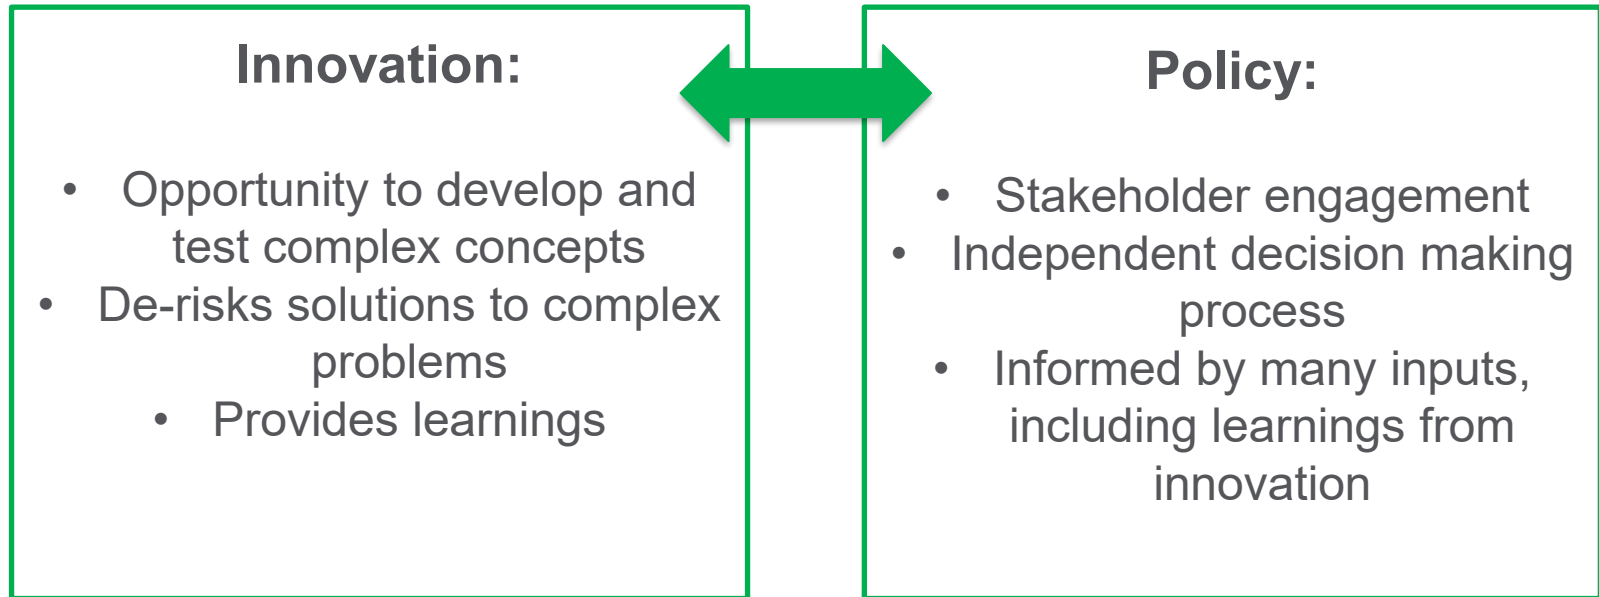 Innovation:
• Opportunity to develop and
test complex concepts
• De-risks solutions to complex
problems
• Provides learnings
Policy:
• Stakeholder engagement
• Independent decision making
process
• Informed by many inputs,
including learnings from
innovation